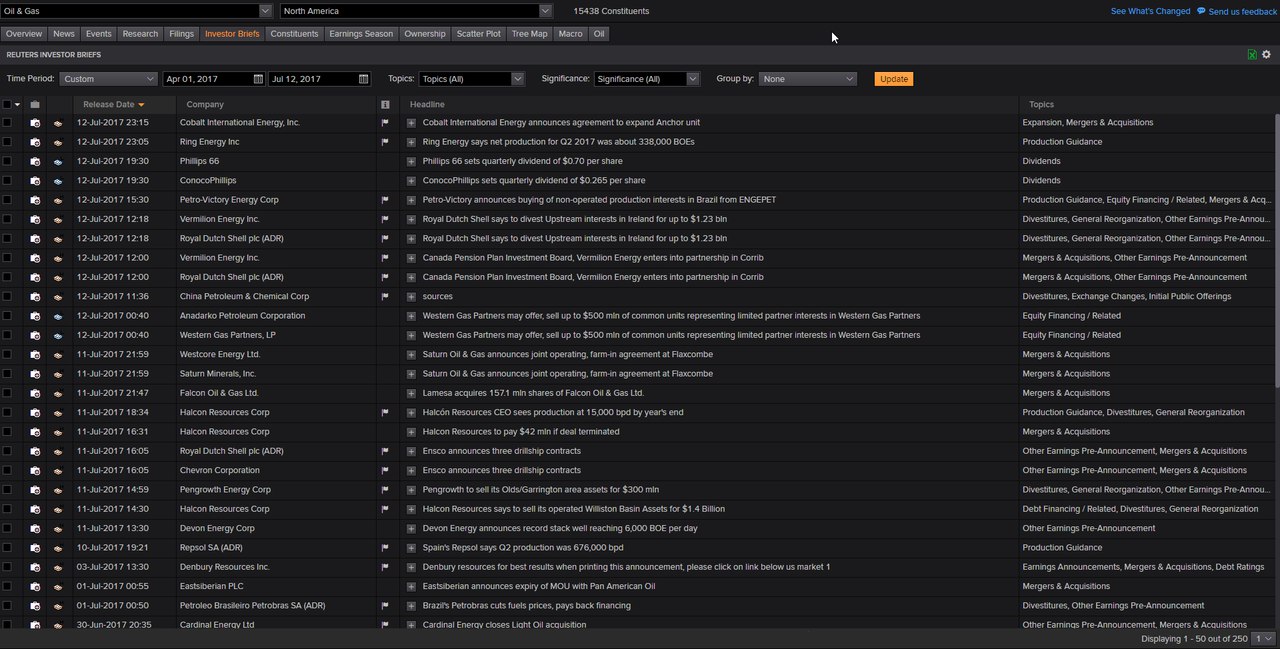 Oil & Gas North America 15438 Constituents See What's Changed Send us feedback
Overview News Events Research Filings Investor Briefs Constituents Earnings Season Ownership Scatter Plot Tree Map Macro Oil
REUTERS INVESTOR BRIEFS
Time Period: Custom Apr 01, 2017 Jul 12, 2017 Topics: Topics (All) Significance: Significance (All) Group by: None Update
Release Date Company Headline Topics
12-Jul-2017 23:15 Cobalt International Energy, Inc. Cobalt International Energy announces agreement to expand Anchor unit Expansion, Mergers & Acquisitions
12-Jul-2017 23:05 Ring Energy Inc Ring Energy says net production for Q2 2017 was about 338,000 BOEs Production Guidance
12-Jul-2017 19:30 Phillips 66 Phillips 66 sets quarterly dividend of $0.70 per share Dividends
12-Jul-2017 19:30 ConocoPhillips ConocoPhillips sets quarterly dividend of $0.265 per share Dividends
12-Jul-2017 15:30 Petro-Victory Energy Corp Petro-Victory announces buying of non-operated production interests in Brazil from ENGEPET Production Guidance, Equity Financing / Related, Mergers & Acq...
12-Jul-2017 12:18 Vermilion Energy Inc. Royal Dutch Shell says to divest Upstream interests in Ireland for up to $1.23 bln Divestitures, General Reorganization, Other Earnings Pre-Annou...
12-Jul-2017 12:18 Royal Dutch Shell plc (ADR) Royal Dutch Shell says to divest Upstream interests in Ireland for up to $1.23 bln Divestitures, General Reorganization, Other Earnings Pre-Annou...
12-Jul-2017 12:00 Vermilion Energy Inc. Canada Pension Plan Investment Board, Vermilion Energy enters into partnership in Corrib Mergers & Acquisitions, Other Earnings Pre-Announcement
12-Jul-2017 12:00 Royal Dutch Shell plc (ADR) Canada Pension Plan Investment Board, Vermilion Energy enters into partnership in Corrib Mergers & Acquisitions, Other Earnings Pre-Announcement
12-Jul-2017 11:36 China Petroleum & Chemical Corp sources Divestitures, Exchange Changes, Initial Public Offerings
12-Jul-2017 00:40 Anadarko Petroleum Corporation Western Gas Partners may offer, sell up to $500 mln of common units representing limited partner interests in Western Gas Partners Equity Financing / Related
12-Jul-2017 00:40 Western Gas Partners, LP Western Gas Partners may offer, sell up to $500 mln of common units representing limited partner interests in Western Gas Partners Equity Financing / Related
11-Jul-2017 21:59 Westcore Energy Ltd. Saturn Oil & Gas announces joint operating, farm-in agreement at Flaxcombe Mergers & Acquisitions
11-Jul-2017 21:59 Saturn Minerals, Inc. Saturn Oil & Gas announces joint operating, farm-in agreement at Flaxcombe Mergers & Acquisitions
11-Jul-2017 21:47 Falcon Oil & Gas Ltd. Lamesa acquires 157.1 mln shares of Falcon Oil & Gas Ltd. Mergers & Acquisitions
11-Jul-2017 18:34 Halcon Resources Corp Halcón Resources CEO sees production at 15,000 bpd by year's end Production Guidance, Divestitures, General Reorganization
11-Jul-2017 16:31 Halcon Resources Corp Halcon Resources to pay $42 mln if deal terminated Mergers & Acquisitions
11-Jul-2017 16:05 Royal Dutch Shell plc (ADR) Ensco announces three drillship contracts Other Earnings Pre-Announcement, Mergers & Acquisitions
11-Jul-2017 16:05 Chevron Corporation Ensco announces three drillship contracts Other Earnings Pre-Announcement, Mergers & Acquisitions
11-Jul-2017 14:59 Pengrowth Energy Corp Pengrowth to sell its Olds/Garrington area assets for $300 mln Divestitures, General Reorganization, Other Earnings Pre-Annou...
11-Jul-2017 14:30 Halcon Resources Corp Halcon Resources says to sell its operated Williston Basin Assets for $1.4 Billion Debt Financing / Related, Divestitures, General Reorganization
11-Jul-2017 13:30 Devon Energy Corp Devon Energy announces record stack well reaching 6,000 BOE per day Other Earnings Pre-Announcement
10-Jul-2017 19:21 Repsol SA (ADR) Spain's Repsol says Q2 production was 676,000 bpd Production Guidance
03-Jul-2017 13:30 Denbury Resources Inc. Denbury resources for best results when printing this announcement, please click on link below us market 1 Earnings Announcements, Mergers & Acquisitions, Debt Ratings
01-Jul-2017 00:55 Eastsiberian PLC Eastsiberian announces expiry of MOU with Pan American Oil Mergers & Acquisitions
01-Jul-2017 00:50 Petroleo Brasileiro Petrobras SA (ADR) Brazil's Petrobras cuts fuels prices, pays back financing Divestitures, Other Earnings Pre-Announcement
30-Jun-2017 20:35 Cardinal Energy Ltd Cardinal Energy closes Light Oil acquisition Other Earnings Pre-Announcement, Mergers & Acquisitions
Displaying 1 - 50 out of 250 1